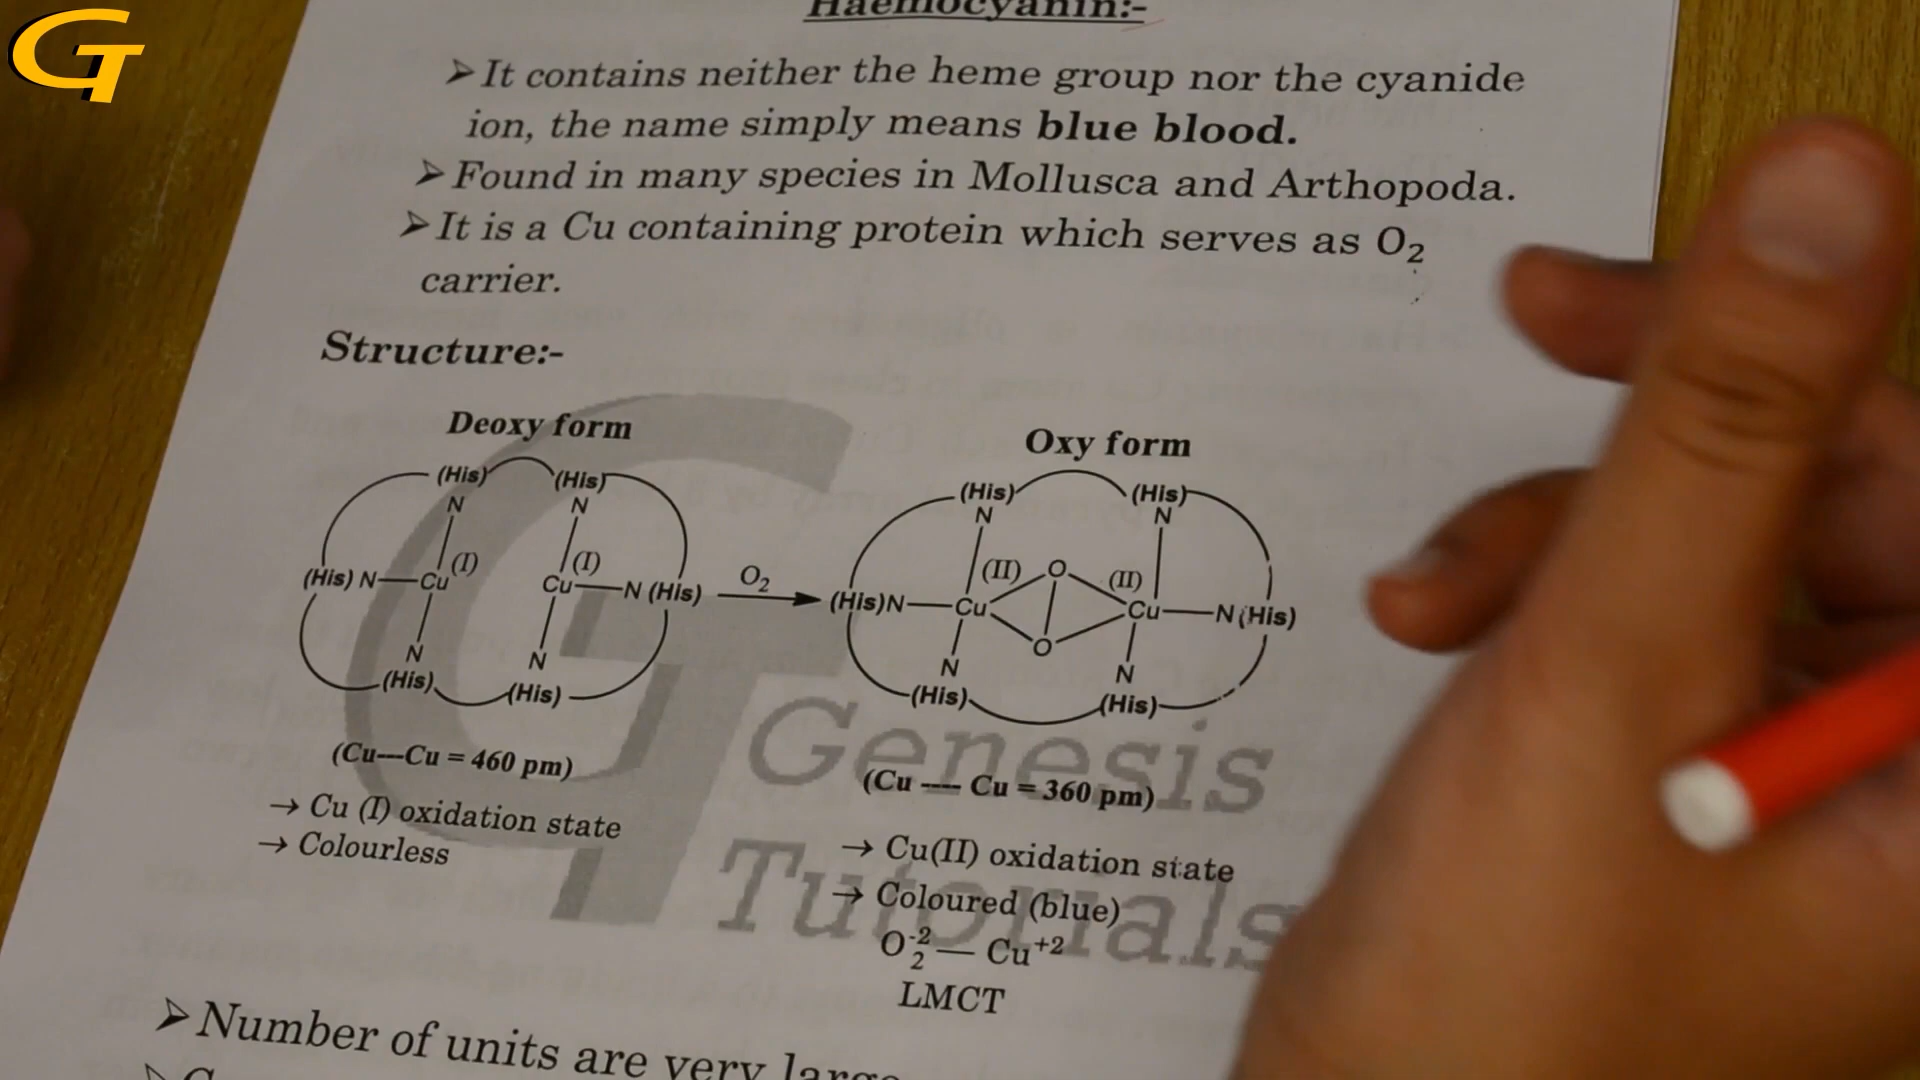 GT
Haemocyanin:-
➢ It contains neither the heme group nor the cyanide
ion, the name simply means blue blood.
➢ Found in many species in Mollusca and Arthopoda.
➢ It is a Cu containing protein which serves as O2
carrier.
Structure:-
Deoxy form
Oxy form
(His) (His)
N N
(I) (I)
(His) N—Cu Cu—N (His)
N N
(His) (His)
O2
(His) (His)
N N
(II) O (II)
(His)N—Cu Cu—N (His)
O
N N
(His) (His)
Genesis
Tutorials
(Cu---Cu = 460 pm)
→ Cu (I) oxidation state
→ Colourless
(Cu ---- Cu = 360 pm)
→ Cu(II) oxidation state
→ Coloured (blue)
O2-2— Cu+2
LMCT
➢ Number of units are very large